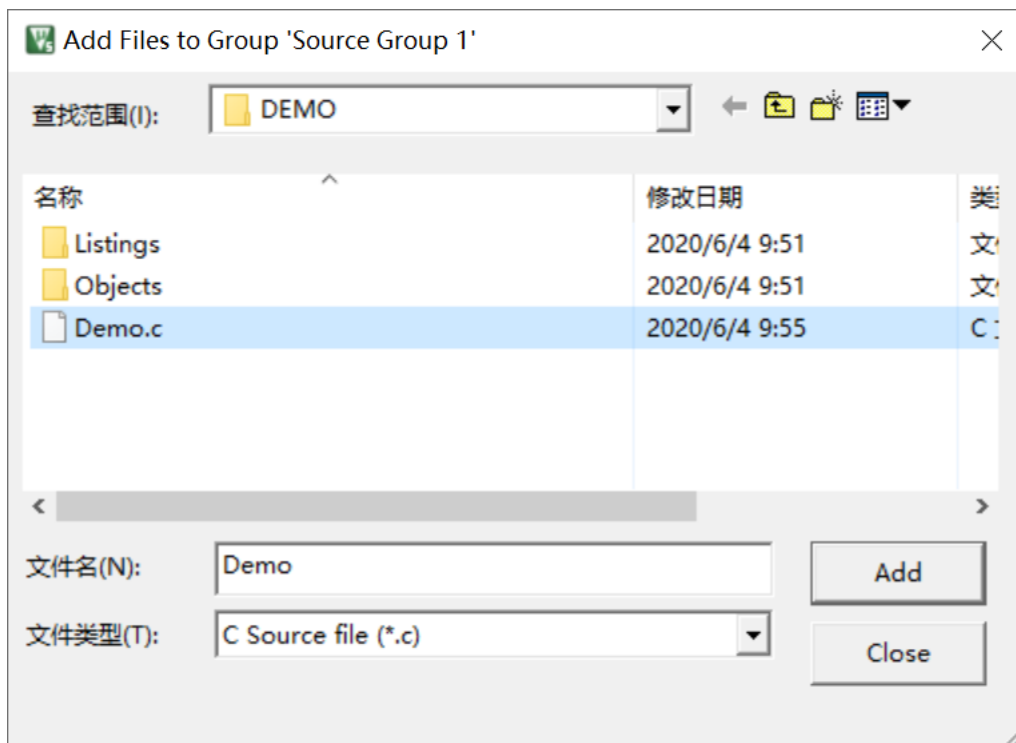 Add Files to Group 'Source Group 1'
查找范围(I): DEMO
名称 修改日期
Listings 2020/6/4 9:51 文
Objects 2020/6/4 9:51 文
Demo.c 2020/6/4 9:55 C
文件名(N): Demo Add
文件类型(T): C Source file (*.c)
Close